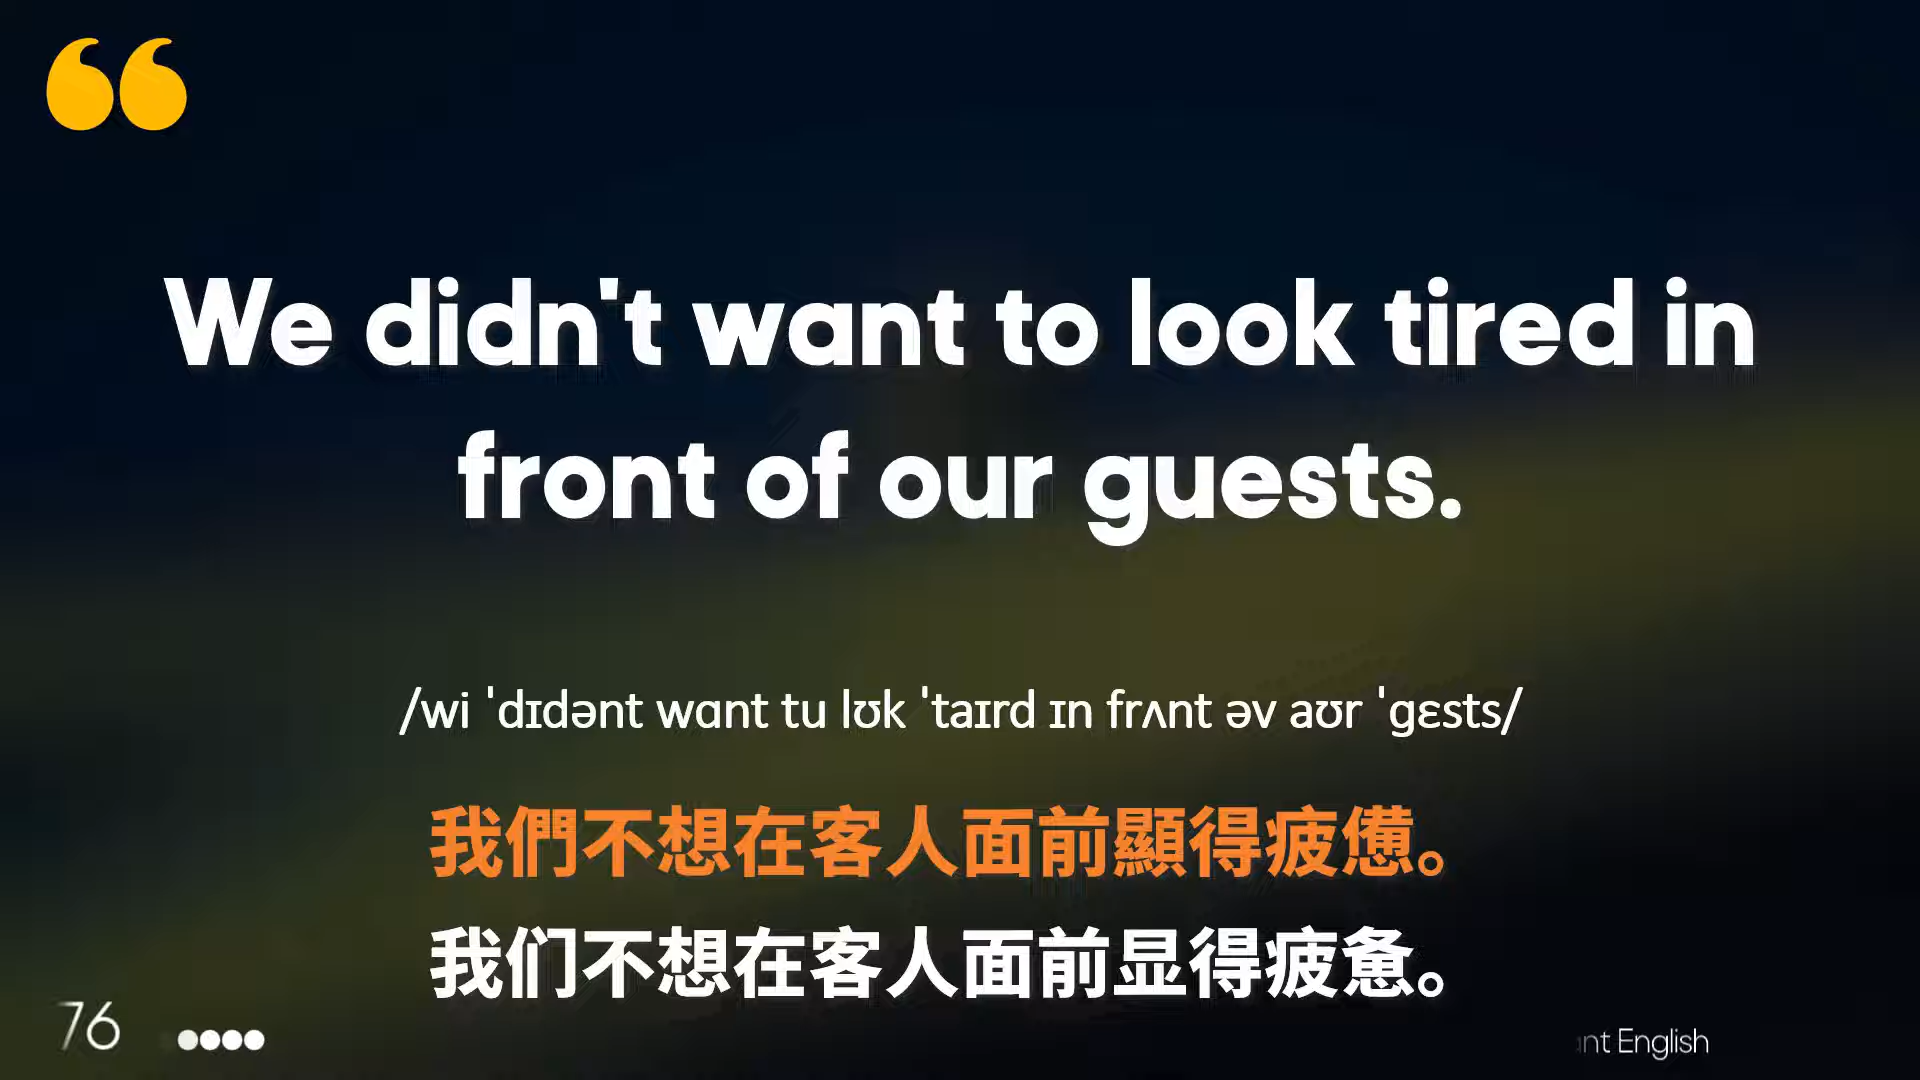 We didn't want to look tired in
front of our guests.
/wi ˈdɪdənt wɑnt tu lʊk ˈtaɪrd ɪn frʌnt əv aʊr ˈgɛsts/
我們不想在客人面前顯得疲憊。
我们不想在客人面前显得疲惫。
76
English